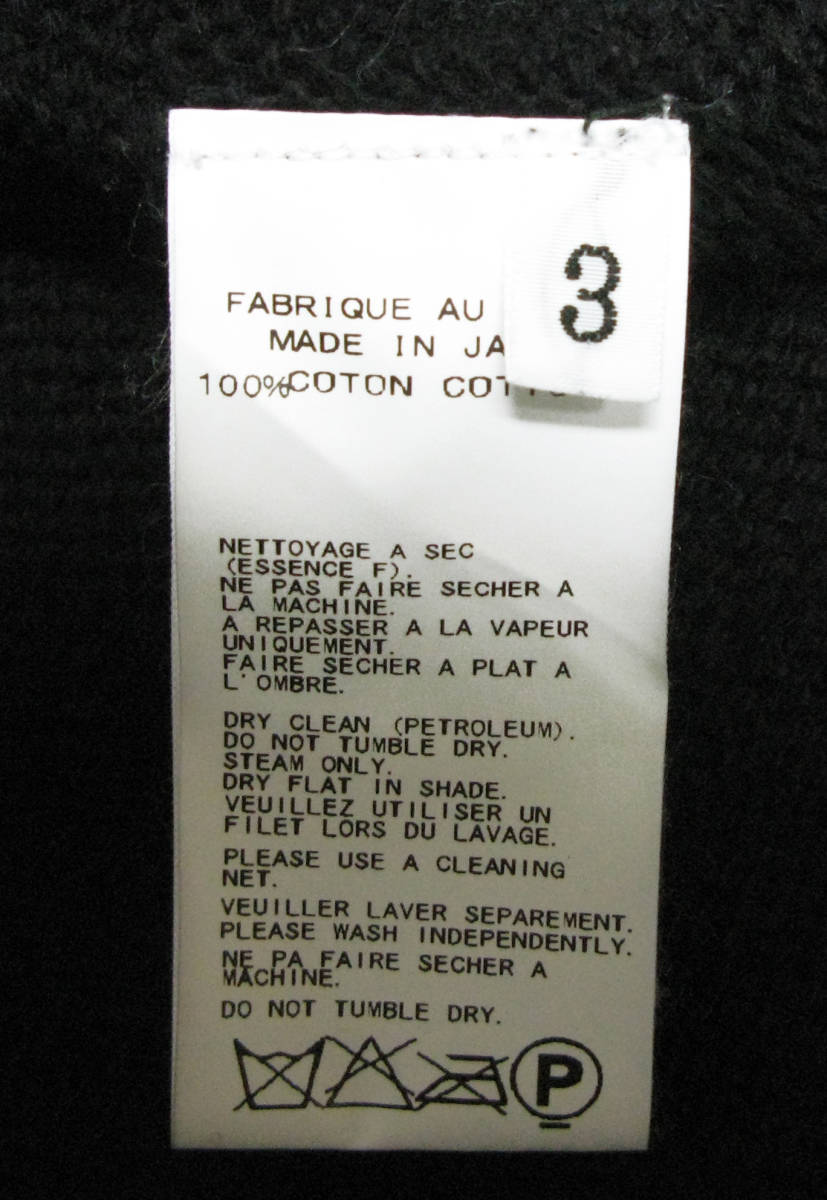 3
FABRIQUE AU
MADE IN
100% COTON
NETTOYAGE A SEC
(ESSENCE F).
NE PAS FAIRE SECHER A
LA MACHINE.
A REPASSER A LA VAPEUR
UNIQUEMENT.
FAIRE SECHER A PLAT A
L'OMBRE.
DRY CLEAN (PETROLEUM).
DO NOT TUMBLE DRY.
STEAM ONLY.
DRY FLAT IN SHADE.
VEUILLEZ UTILISER UN
FILET LORS DU LAVAGE.
PLEASE USE A CLEANING
NET.
VEUILLER LAVER SEPAREMENT.
PLEASE WASH INDEPENDENTLY.
NE PA FAIRE SECHER A
MACHINE.
DO NOT TUMBLE DRY.
P